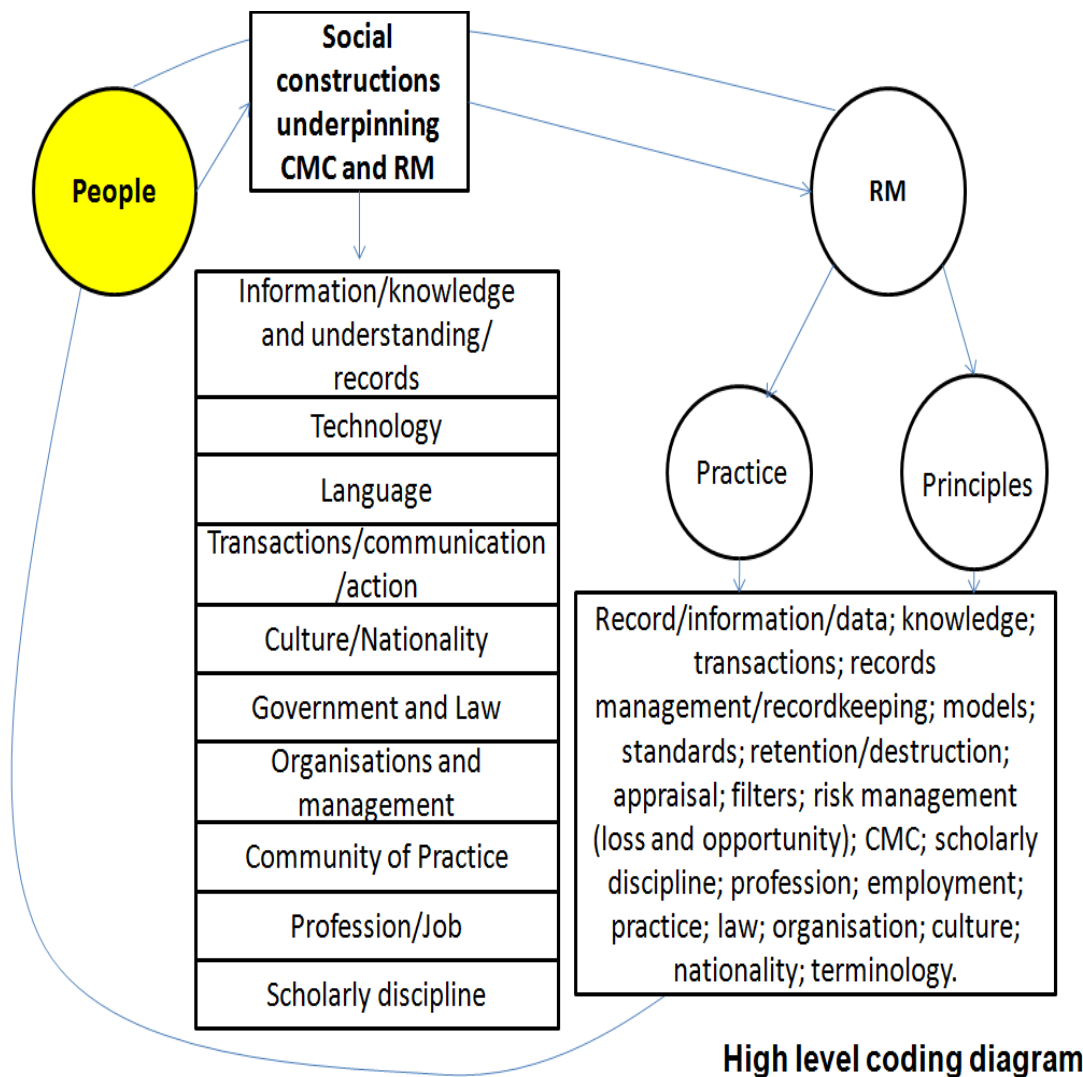 Social
constructions
underpinning
CMC and RM
People
RM
Information/knowledge
and understanding/
records
Technology
Language
Transactions/communication
/action
Culture/Nationality
Government and Law
Organisations and
management
Community of Practice
Profession/Job
Scholarly discipline
Practice
Principles
Record/information/data; knowledge;
transactions; records
management/recordkeeping; models;
standards; retention/destruction;
appraisal; filters; risk management
(loss and opportunity); CMC; scholarly
discipline; profession; employment;
practice; law; organisation; culture;
nationality; terminology.
High level coding diagram